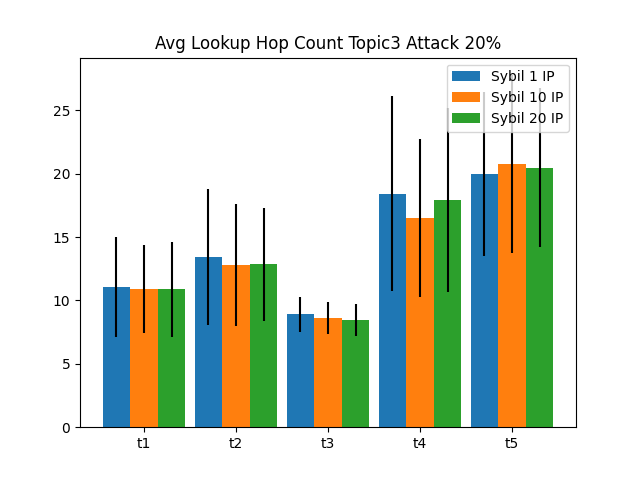 Avg Lookup Hop Count Topic3 Attack 20%
Sybil 1 IP
Sybil 10 IP
Sybil 20 IP
25
20
15
10
5
0
t1 t2 t3 t4 t5